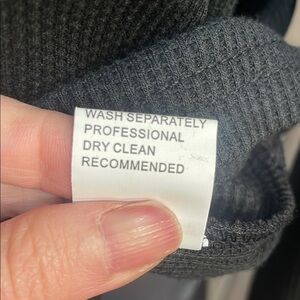 WASH SEPARATELY
PROFESSIONAL
DRY CLEAN
RECOMMENDED